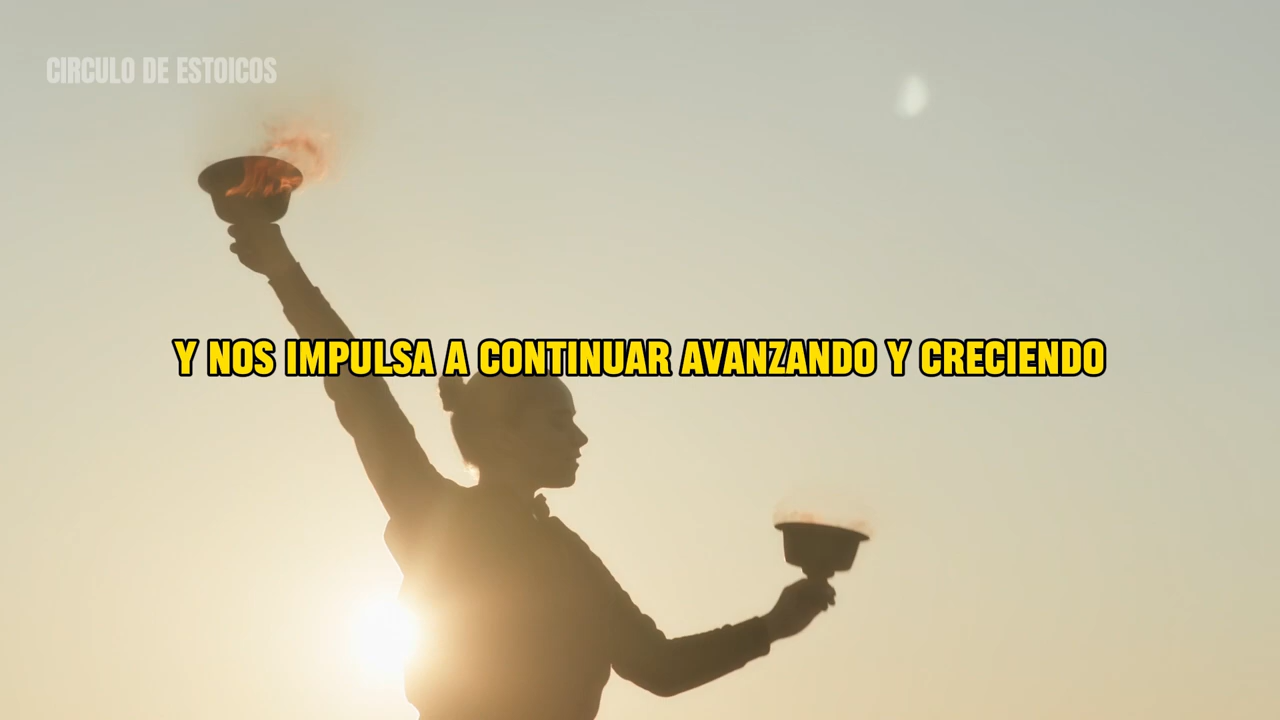 CIRCULO DE ESTOICOS
Y NOS IMPULSA A CONTINUAR AVANZANDO Y CRECIENDO